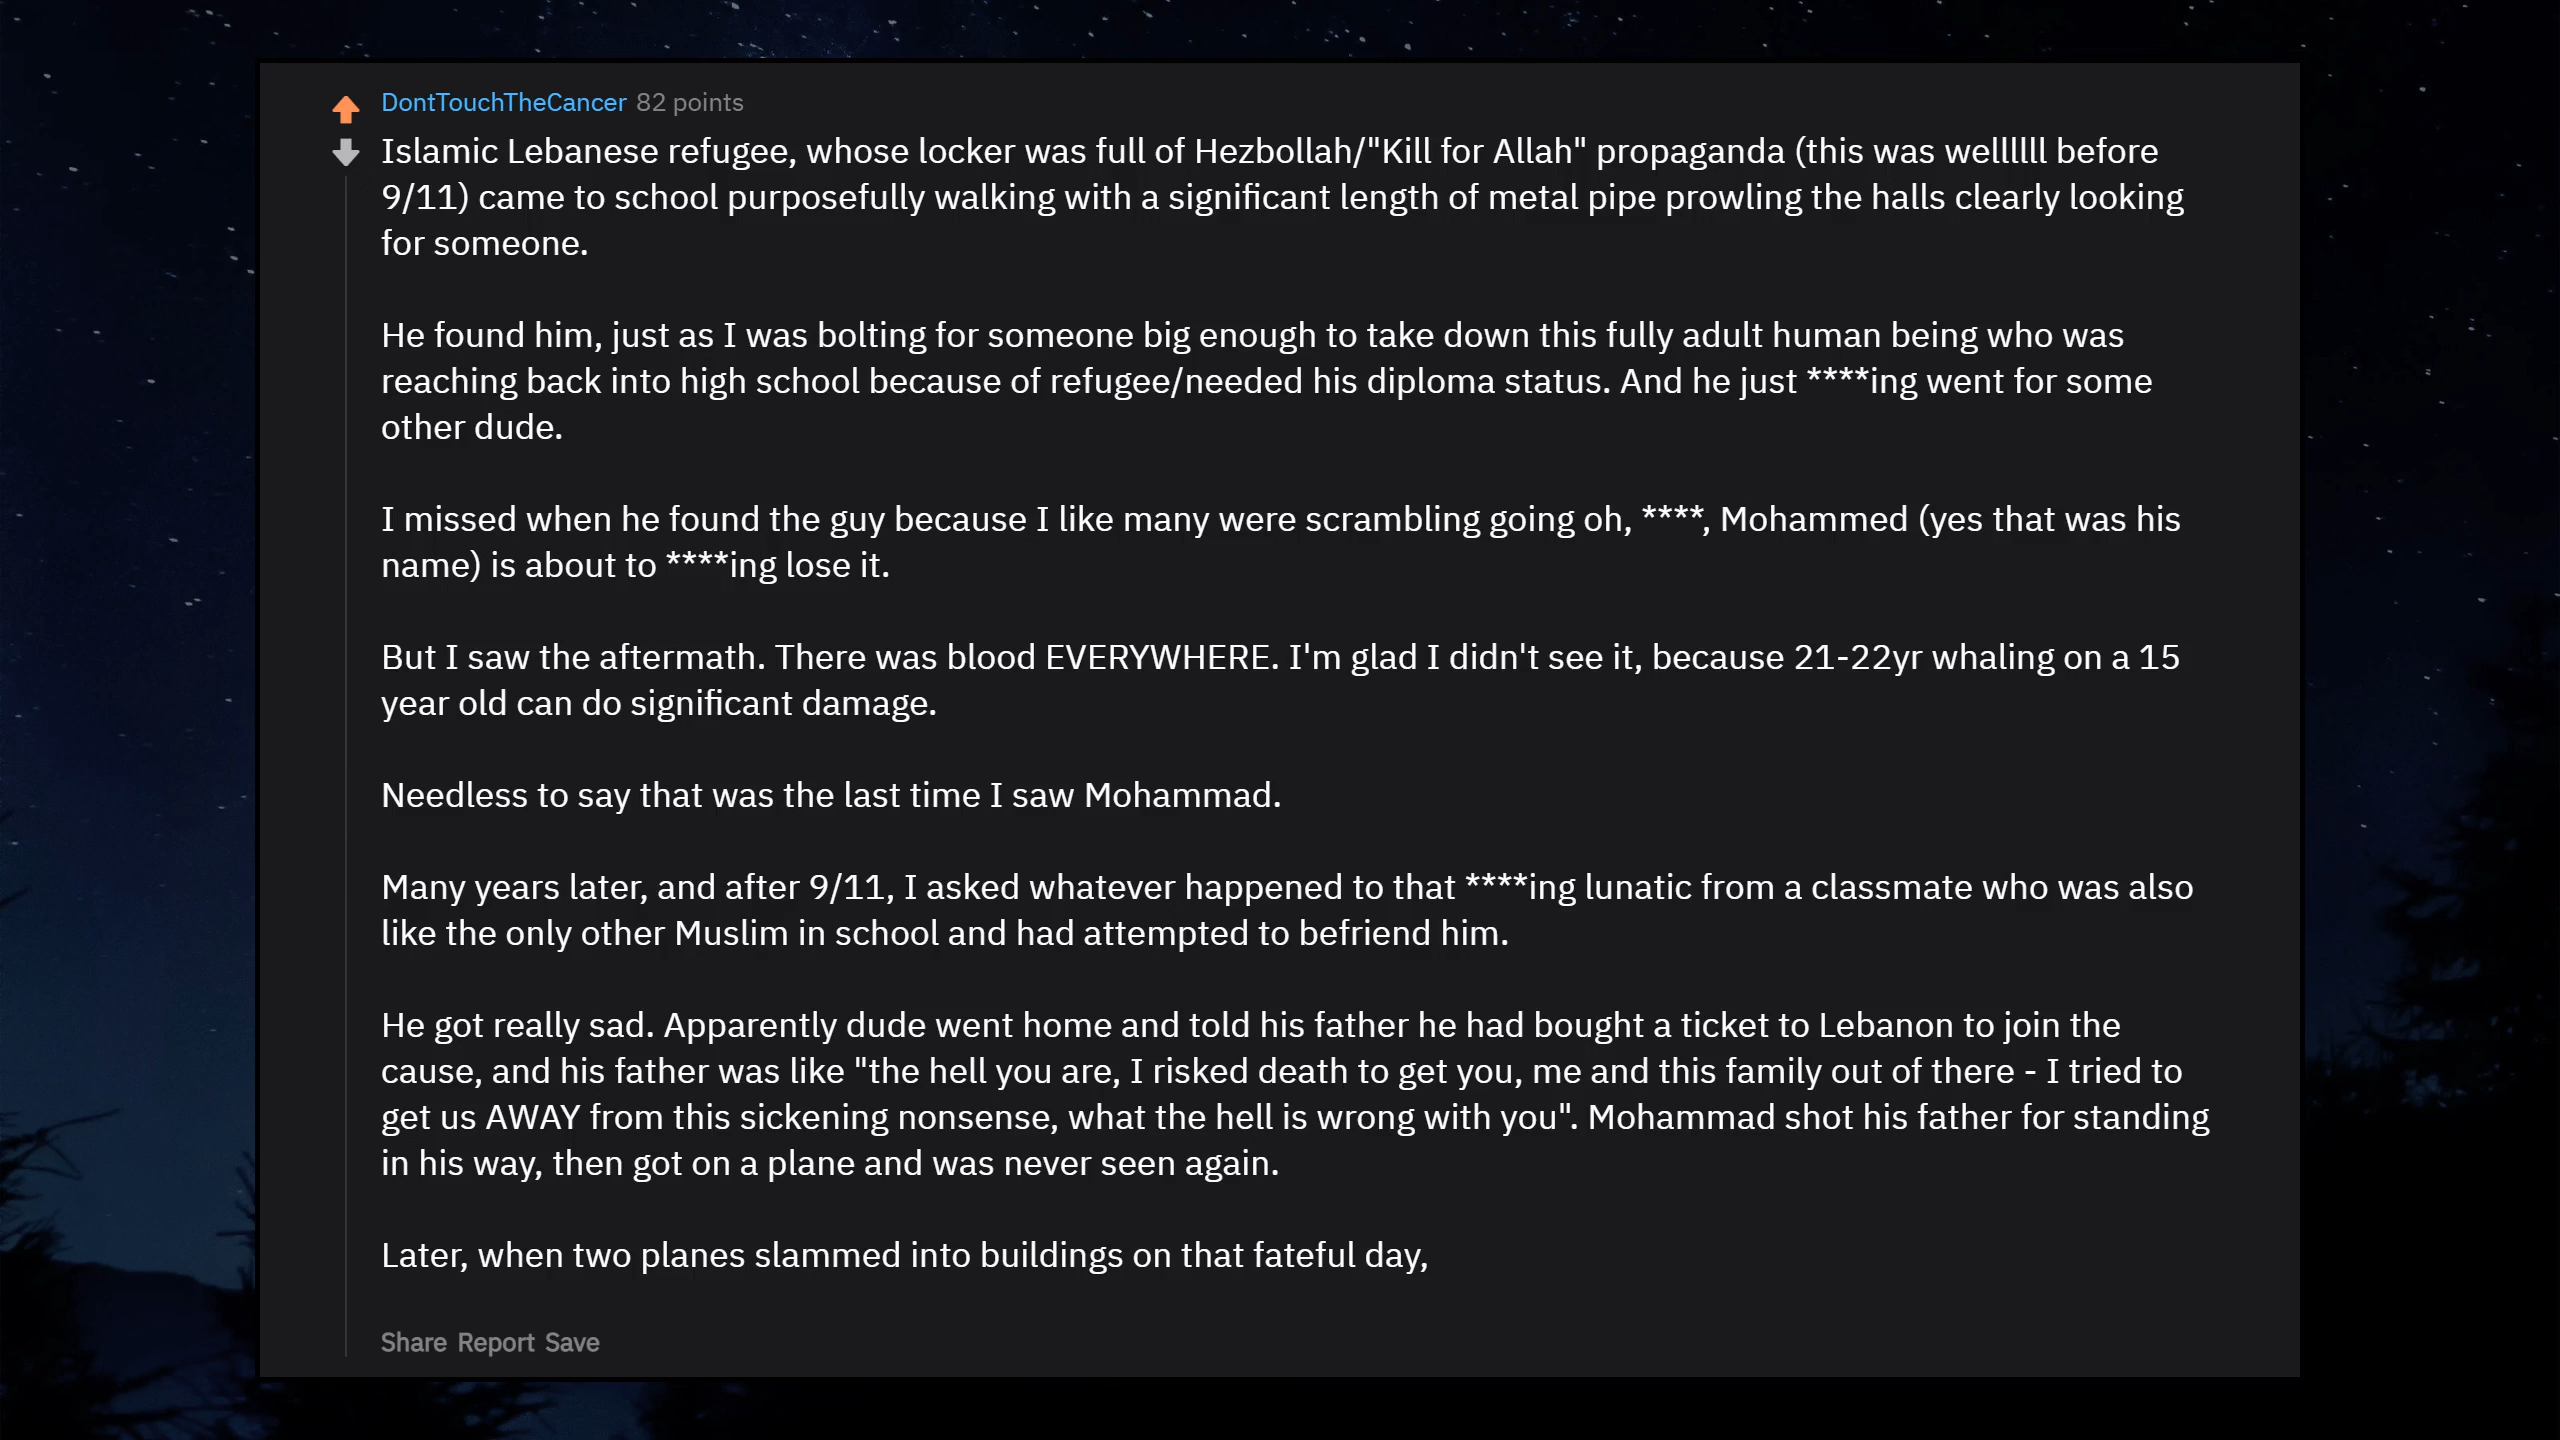 DontTouchTheCancer 82 points
Islamic Lebanese refugee, whose locker was full of Hezbollah/"Kill for Allah" propaganda (this was wellllll before
9/11) came to school purposefully walking with a significant length of metal pipe prowling the halls clearly looking
for someone.
He found him, just as I was bolting for someone big enough to take down this fully adult human being who was
reaching back into high school because of refugee/needed his diploma status. And he just ****ing went for some
other dude.
I missed when he found the guy because I like many were scrambling going oh, ****, Mohammed (yes that was his
name) is about to ****ing lose it.
But I saw the aftermath. There was blood EVERYWHERE. I'm glad I didn't see it, because 21-22yr whaling on a 15
year old can do significant damage.
Needless to say that was the last time I saw Mohammad.
Many years later, and after 9/11, I asked whatever happened to that ****ing lunatic from a classmate who was also
like the only other Muslim in school and had attempted to befriend him.
He got really sad. Apparently dude went home and told his father he had bought a ticket to Lebanon to join the
cause, and his father was like "the hell you are, I risked death to get you, me and this family out of there - I tried to
get us AWAY from this sickening nonsense, what the hell is wrong with you". Mohammad shot his father for standing
in his way, then got on a plane and was never seen again.
Later, when two planes slammed into buildings on that fateful day,
Share Report Save